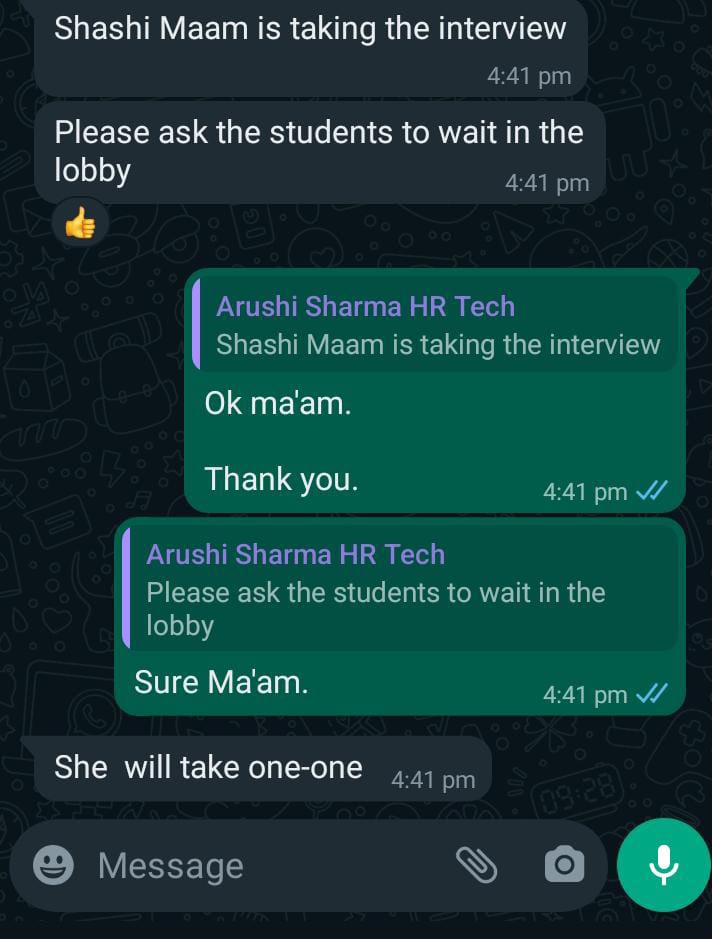 Shashi Maam is taking the interview
4:41 pm
Please ask the students to wait in the
lobby
4:41 pm
Arushi Sharma HR Tech
Shashi Maam is taking the interview
Ok ma'am.
Thank you.
4:41 pm
Arushi Sharma HR Tech
Please ask the students to wait in the
lobby
Sure Ma'am.
4:41 pm
She will take one-one
4:41 pm
09:28
Message